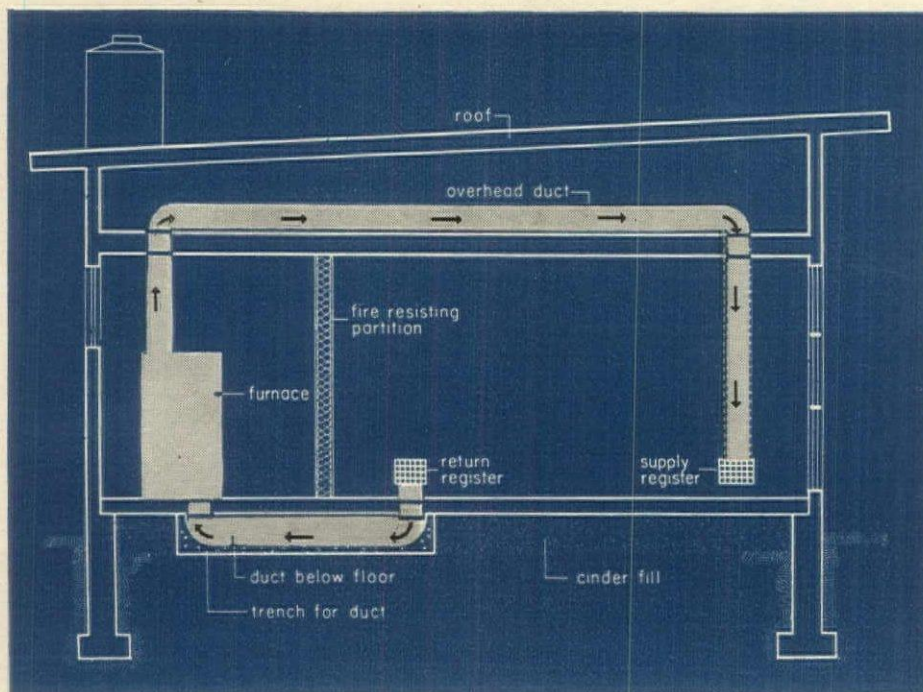 roof
overhead duct
fire resisting
partition
furnace
return
register
supply
register
duct below floor
cinder fill
trench for duct